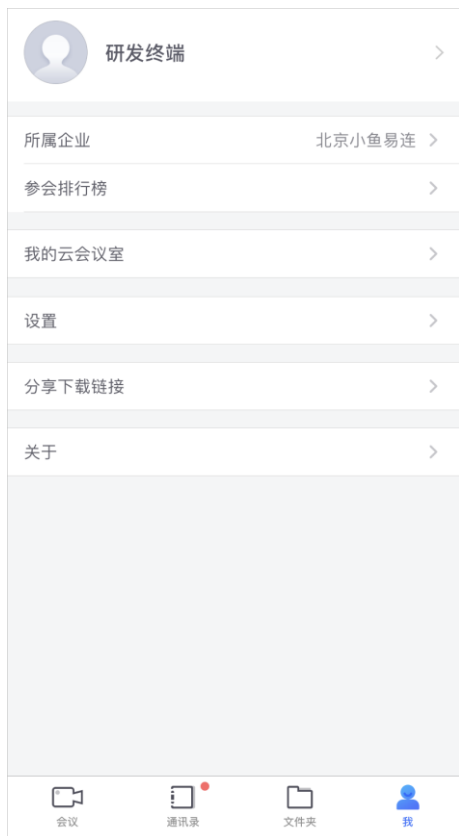 研发终端
所属企业 北京小鱼易连
参会排行榜
我的云会议室
设置
分享下载链接
关于
会议 通讯录 文件夹 我